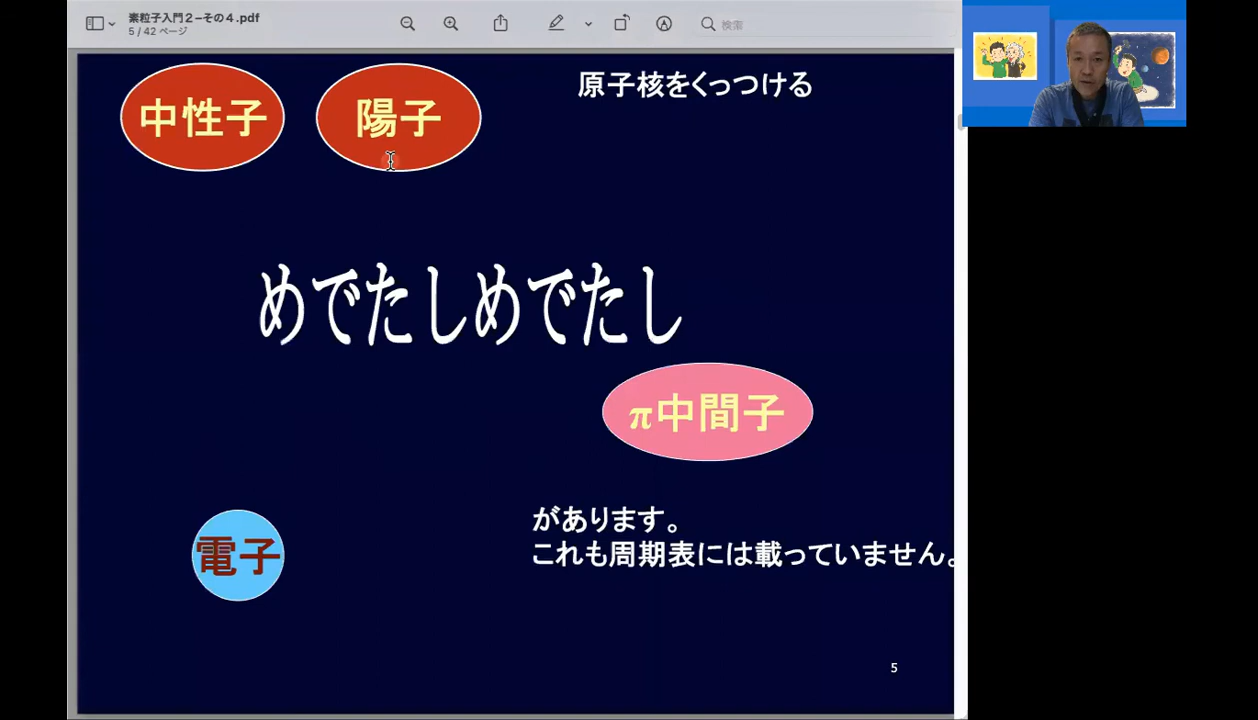 素粒子入門2-その4.pdf
5 / 42 ページ
検索
中性子
陽子
原子核をくっつける
めでたしめでたし
π中間子
電子
があります。
これも周期表には載っていません。
5